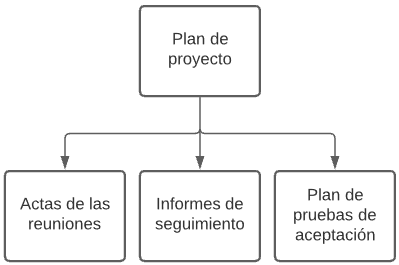 Plan de
proyecto
Actas de las
reuniones
Informes de
seguimiento
Plan de
pruebas de
aceptación